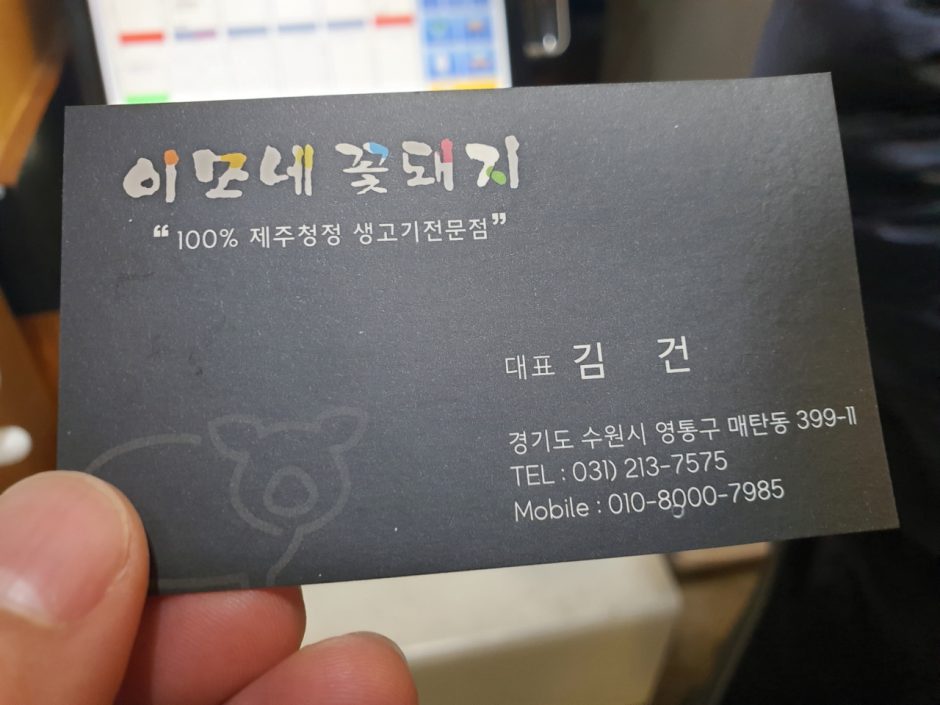 이모네 꽃돼지
“100% 제주청정 생고기전문점”
대표 김 건
경기도 수원시 영통구 매탄동 399-11
TEL : 031) 213-7575
Mobile : 010-8000-7985